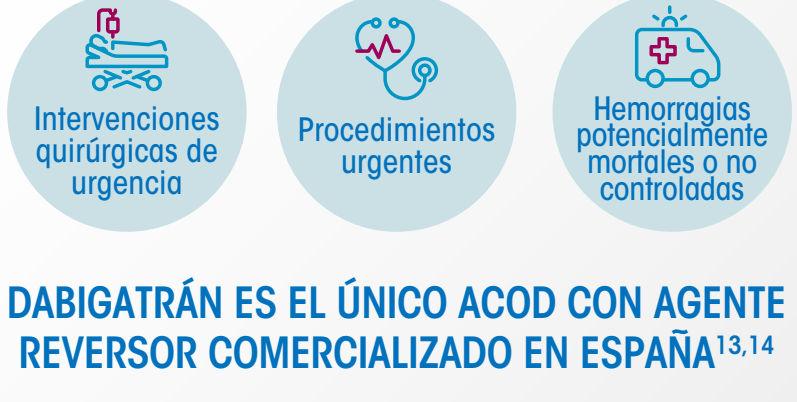 Intervenciones
quirúrgicas de
urgencia
Procedimientos
urgentes
Hemorragias
potencialmente
mortales o no
controladas
DABIGATRÁN ES EL ÚNICO ACOD CON AGENTE
REVERSOR COMERCIALIZADO EN ESPAÑA13,14